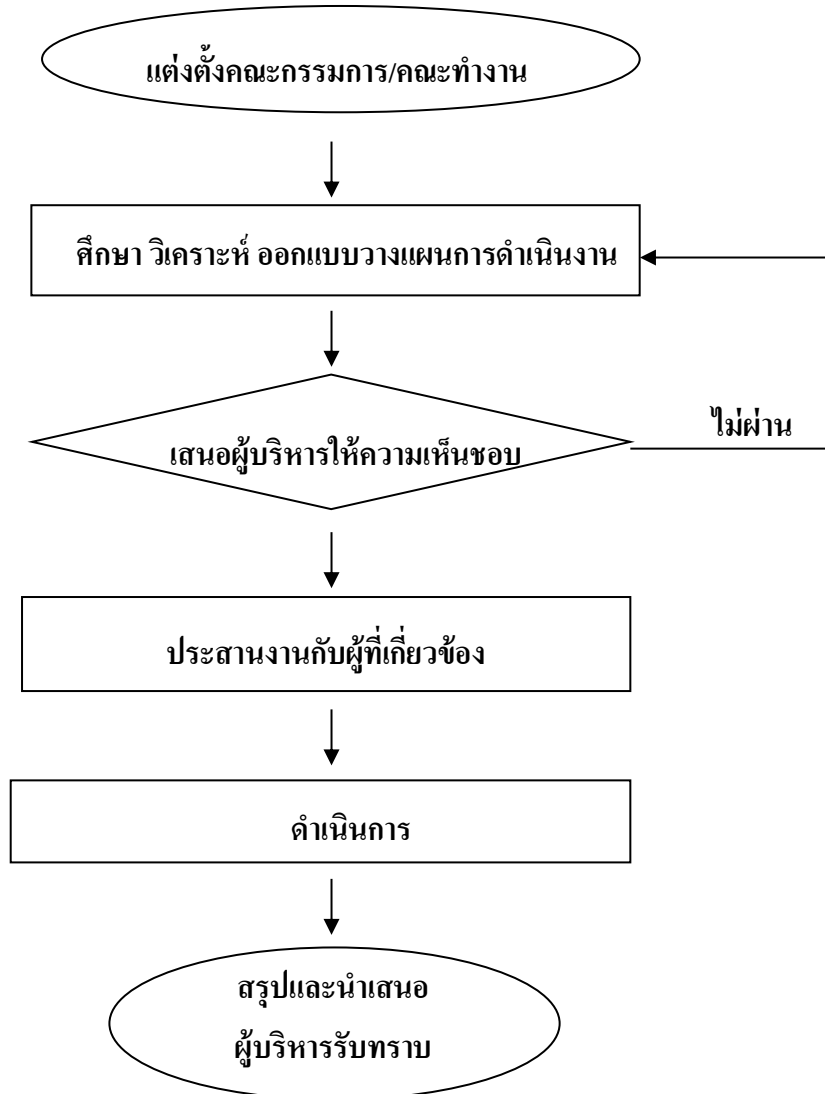 แต่งตั้งคณะกรรมการ/คณะทำงาน
ศึกษา วิเคราะห์ ออกแบบวางแผนการดำเนินงาน
ไม่ผ่าน
เสนอผู้บริหารให้ความเห็นชอบ
ประสานงานกับผู้ที่เกี่ยวข้อง
ดำเนินการ
สรุปและนำเสนอ
ผู้บริหารรับทราบ